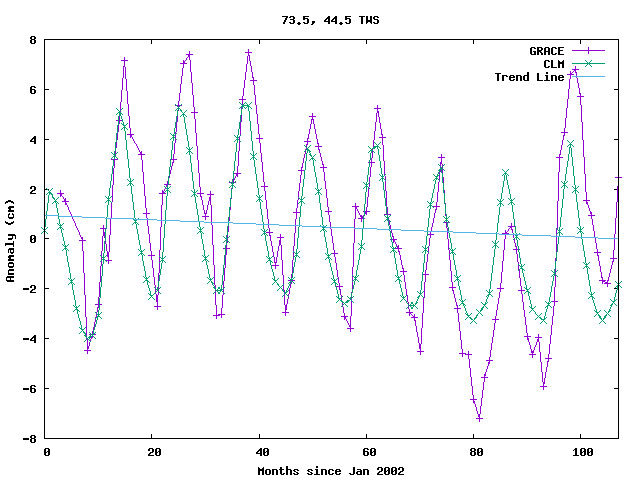 73.5, 44.5 TWS
GRACE
CLM
Trend Line
8
6
4
2
0
-2
-4
-6
-8
Anomaly (cm)
0 20 40 60 80 100
Months since Jan 2002